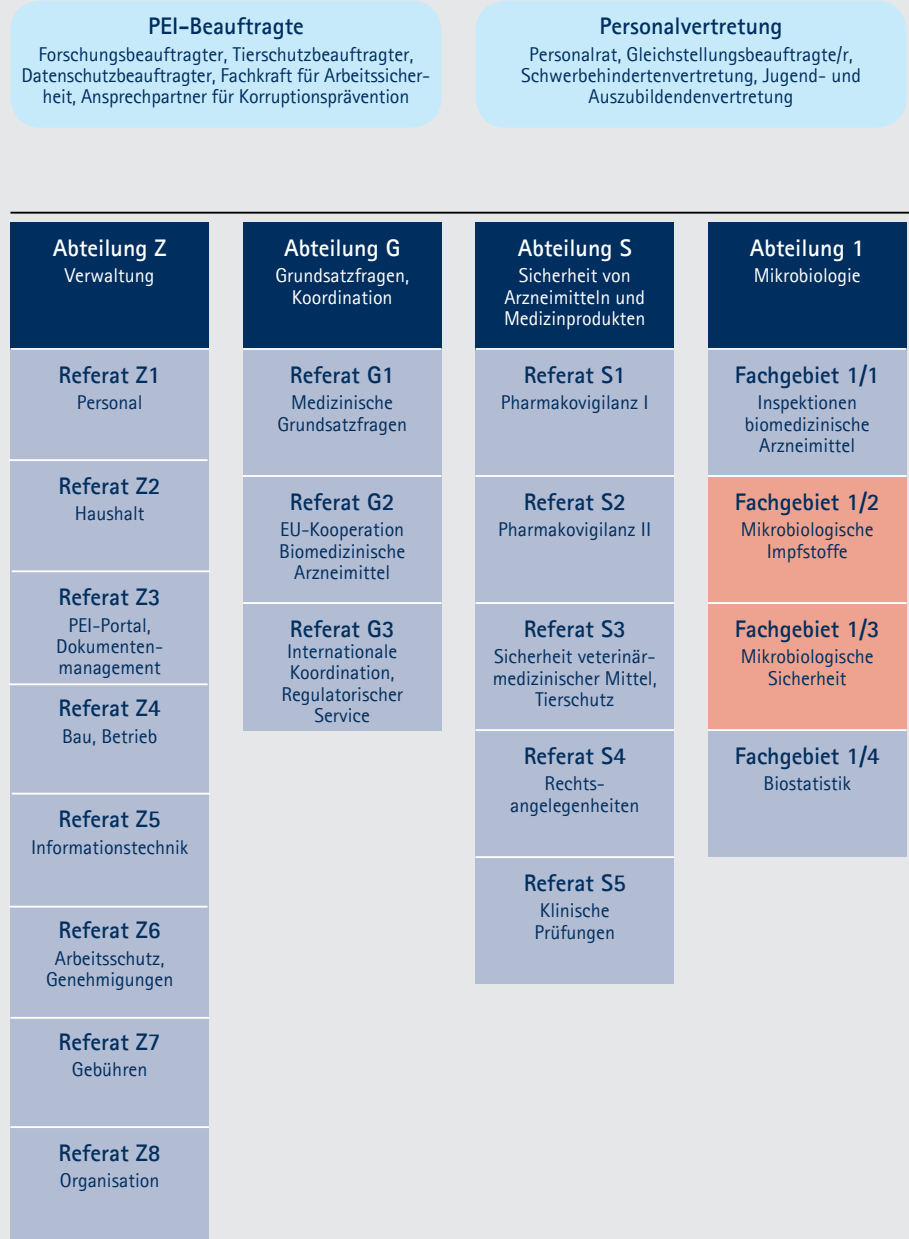 PEI-Beauftragte
Forschungsbeauftragter, Tierschutzbeauftragter,
Datenschutzbeauftragter, Fachkraft für Arbeitssicher-
heit, Ansprechpartner für Korruptionsprävention
Personalvertretung
Personalrat, Gleichstellungsbeauftragte/r,
Schwerbehindertenvertretung, Jugend- und
Auszubildendenvertretung
Abteilung Z
Verwaltung
Referat Z1
Personal
Referat Z2
Haushalt
Referat Z3
PEI-Portal,
Dokumenten-
management
Referat Z4
Bau, Betrieb
Referat Z5
Informationstechnik
Referat Z6
Arbeitsschutz,
Genehmigungen
Referat Z7
Gebühren
Referat Z8
Organisation
Abteilung G
Grundsatzfragen,
Koordination
Referat G1
Medizinische
Grundsatzfragen
Referat G2
EU-Kooperation
Biomedizinische
Arzneimittel
Referat G3
Internationale
Koordination,
Regulatorischer
Service
Abteilung S
Sicherheit von
Arzneimitteln und
Medizinprodukten
Referat S1
Pharmakovigilanz I
Referat S2
Pharmakovigilanz II
Referat S3
Sicherheit veterinär-
medizinischer Mittel,
Tierschutz
Referat S4
Rechts-
angelegenheiten
Referat S5
Klinische
Prüfungen
Abteilung 1
Mikrobiologie
Fachgebiet 1/1
Inspektionen
biomedizinische
Arzneimittel
Fachgebiet 1/2
Mikrobiologische
Impfstoffe
Fachgebiet 1/3
Mikrobiologische
Sicherheit
Fachgebiet 1/4
Biostatistik